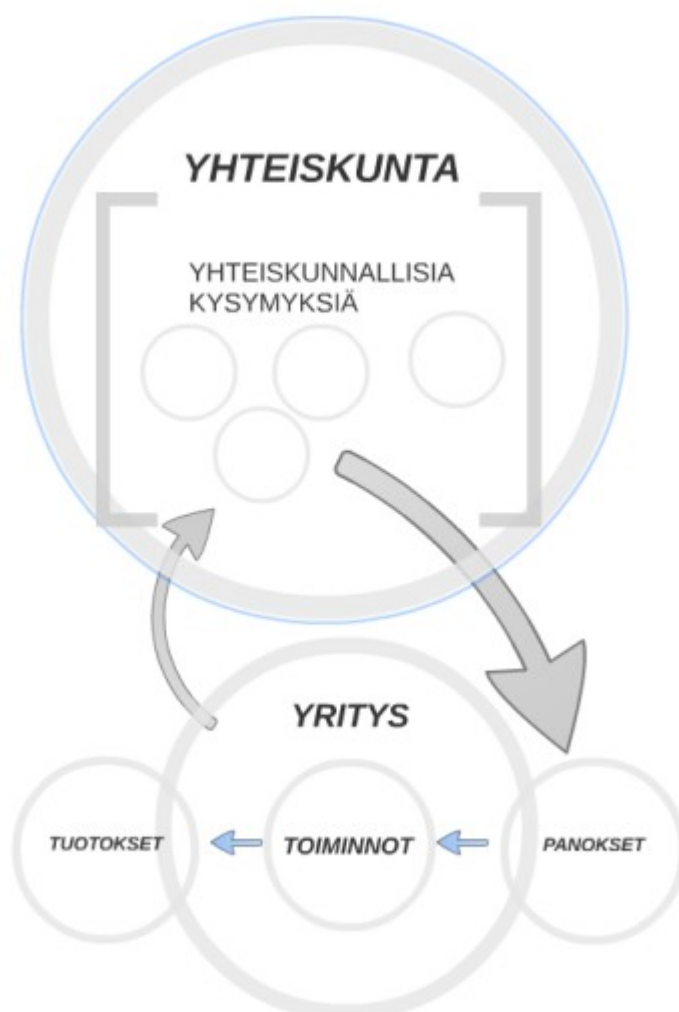 YHTEISKUNTA
YHTEISKUNNALLISIA
KYSYMYKSIÄ
YRITYS
TUOTOKSET
TOIMINNOT
PANOKSET